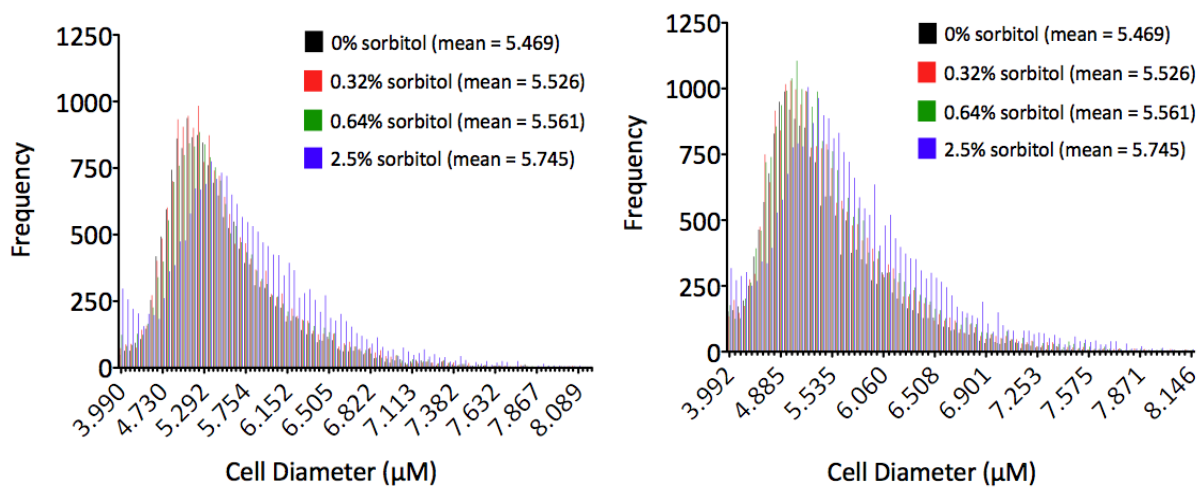 1250
1000
750
500
250
0
Frequency
0% sorbitol (mean = 5.469)
0.32% sorbitol (mean = 5.526)
0.64% sorbitol (mean = 5.561)
2.5% sorbitol (mean = 5.745)
3.990
4.730
5.292
5.754
6.152
6.505
6.822
7.113
7.382
7.632
7.867
8.089
Cell Diameter (μM)
1250
1000
750
500
250
0
Frequency
0% sorbitol (mean = 5.469)
0.32% sorbitol (mean = 5.526)
0.64% sorbitol (mean = 5.561)
2.5% sorbitol (mean = 5.745)
3.992
4.885
5.535
6.060
6.508
6.901
7.253
7.575
7.871
8.146
Cell Diameter (μM)